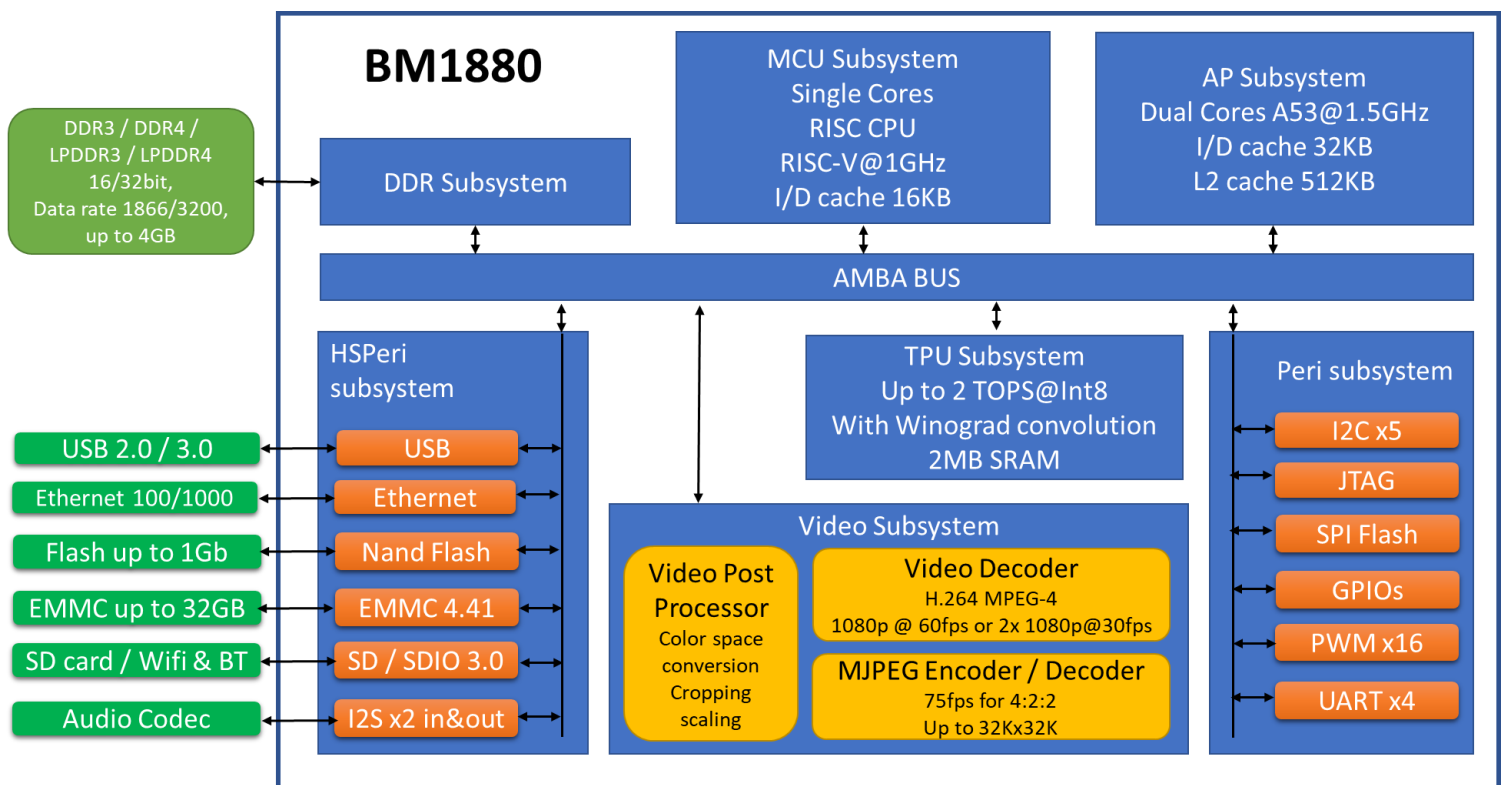 BM1880
DDR3 / DDR4 /
LPDDR3 / LPDDR4
16/32bit,
Data rate 1866/3200,
up to 4GB
DDR Subsystem
MCU Subsystem
Single Cores
RISC CPU
RISC-V@1GHz
I/D cache 16KB
AP Subsystem
Dual Cores A53@1.5GHz
I/D cache 32KB
L2 cache 512KB
AMBA BUS
HSPeri
subsystem
USB 2.0 / 3.0
USB
Ethernet 100/1000
Ethernet
Flash up to 1Gb
Nand Flash
EMMC up to 32GB
EMMC 4.41
SD card / Wifi & BT
SD / SDIO 3.0
Audio Codec
I2S x2 in&out
TPU Subsystem
Up to 2 TOPS@Int8
With Winograd convolution
2MB SRAM
Video Subsystem
Video Post
Processor
Color space
conversion
Cropping
scaling
Video Decoder
H.264 MPEG-4
1080p @ 60fps or 2x 1080p@30fps
MJPEG Encoder / Decoder
75fps for 4:2:2
Up to 32Kx32K
Peri subsystem
I2C x5
JTAG
SPI Flash
GPIOs
PWM x16
UART x4